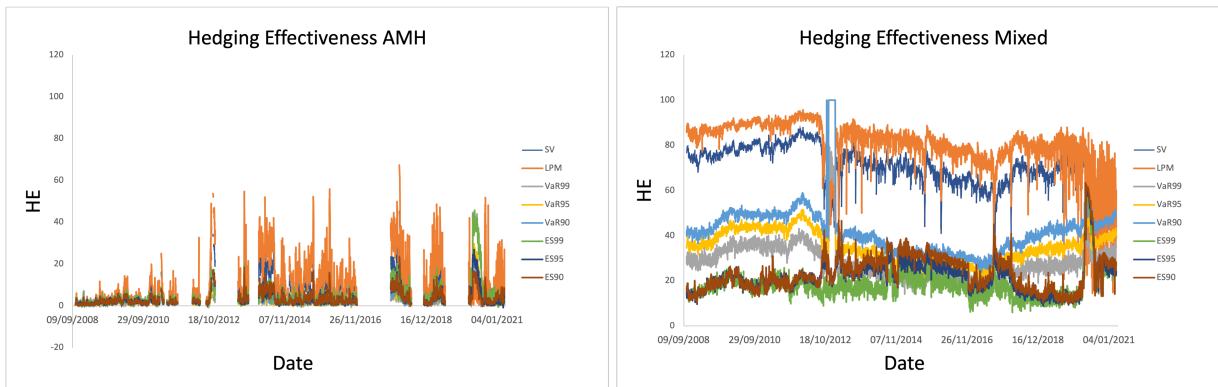 Hedging Effectiveness AMH
120
100
80
60
40
20
0
-20
HE
09/09/2008 29/09/2010 18/10/2012 07/11/2014 26/11/2016 16/12/2018 04/01/2021
Date
SV
LPM
VaR99
VaR95
VaR90
ES99
ES95
ES90
Hedging Effectiveness Mixed
120
100
80
60
40
20
0
HE
09/09/2008 29/09/2010 18/10/2012 07/11/2014 26/11/2016 16/12/2018 04/01/2021
Date
SV
LPM
VaR99
VaR95
VaR90
ES99
ES95
ES90